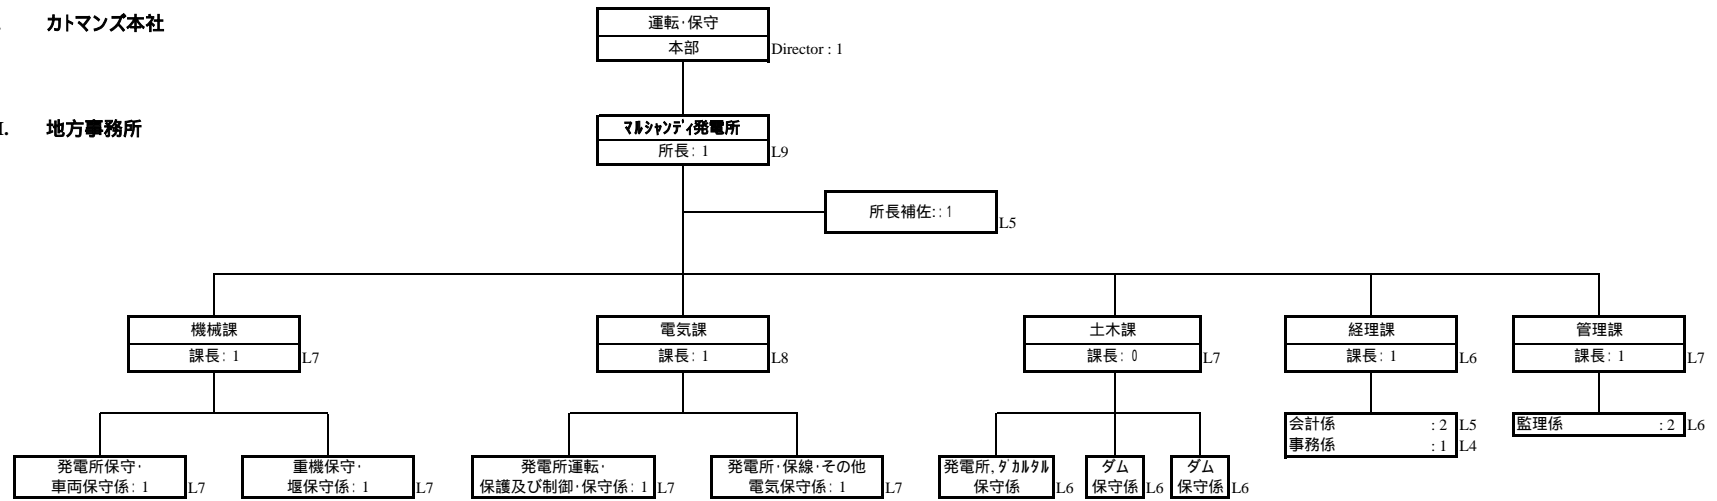 カトマンズ本社
運転･保守
本部
Director : 1
I. 地方事務所
ﾏﾙｼｬﾝﾃﾞｨ発電所
所長: 1
L9
所長補佐:: 1
L5
機械課
課長: 1
L7
電気課
課長: 1
L8
土木課
課長: 0
L7
経理課
課長: 1
L6
管理課
課長: 1
L7
会計係 : 2 L5
事務係 : 1 L4
監理係 : 2 L6
発電所保守･
車両保守係: 1
L7
重機保守･
堰保守係: 1
L7
発電所運転･
保護及び制御･保守係: 1
L7
発電所･保線･その他
電気保守係: 1
L7
発電所,ﾀﾞｶﾙﾀﾙ
保守係
L6
ダム
保守係
L6
ダム
保守係
L6